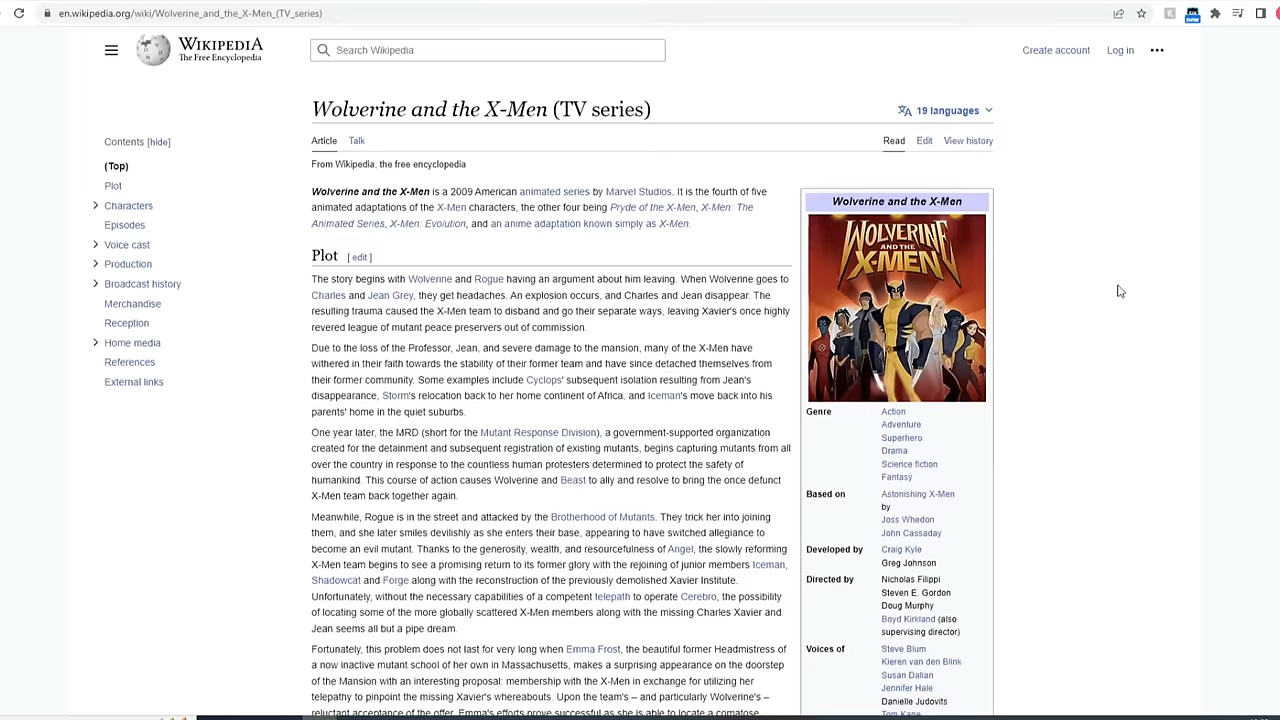 en.wikipedia.org/wiki/Wolverine_and_the_X-Men_(TV_series)
new
WIKIPEDIA
The Free Encyclopedia
Search Wikipedia
Create account
Log in
Wolverine and the X-Men (TV series)
19 languages
Article
Talk
Read
Edit
View history
From Wikipedia, the free encyclopedia
Contents [hide]
(Top)
Plot
Characters
Episodes
Voice cast
Production
Broadcast history
Merchandise
Reception
Home media
References
External links
Wolverine and the X-Men is a 2009 American animated series by Marvel Studios. It is the fourth of five
animated adaptations of the X-Men characters, the other four being Pryde of the X-Men, X-Men: The
Animated Series, X-Men: Evolution, and an anime adaptation known simply as X-Men.
Plot [ edit ]
The story begins with Wolverine and Rogue having an argument about him leaving. When Wolverine goes to
Charles and Jean Grey, they get headaches. An explosion occurs, and Charles and Jean disappear. The
resulting trauma caused the X-Men team to disband and go their separate ways, leaving Xavier's once highly
revered league of mutant peace preservers out of commission.
Due to the loss of the Professor, Jean, and severe damage to the mansion, many of the X-Men have
withered in their faith towards the stability of their former team and have since detached themselves from
their former community. Some examples include Cyclops' subsequent isolation resulting from Jean's
disappearance, Storm's relocation back to her home continent of Africa, and Iceman's move back into his
parents' home in the quiet suburbs.
One year later, the MRD (short for the Mutant Response Division), a government-supported organization
created for the detainment and subsequent registration of existing mutants, begins capturing mutants from all
over the country in response to the countless human protesters determined to protect the safety of
humankind. This course of action causes Wolverine and Beast to ally and resolve to bring the once defunct
X-Men team back together again.
Meanwhile, Rogue is in the street and attacked by the Brotherhood of Mutants. They trick her into joining
them, and she later smiles devilishly as she enters their base, appearing to have switched allegiance to
become an evil mutant. Thanks to the generosity, wealth, and resourcefulness of Angel, the slowly reforming
X-Men team begins to see a promising return to its former glory with the rejoining of junior members Iceman,
Shadowcat and Forge along with the reconstruction of the previously demolished Xavier Institute.
Unfortunately, without the necessary capabilities of a competent telepath to operate Cerebro, the possibility
of locating some of the more globally scattered X-Men members along with the missing Charles Xavier and
Jean seems all but a pipe dream.
Fortunately, this problem does not last for very long when Emma Frost, the beautiful former Headmistress of
a now inactive mutant school of her own in Massachusetts, makes a surprising appearance on the doorstep
of the Mansion with an interesting proposal: membership with the X-Men in exchange for utilizing her
telepathy to pinpoint the missing Xavier's whereabouts. Upon the team's – and particularly Wolverine's –
reluctant acceptance of the offer, Emma's efforts prove successful as she is able to locate a comatose
Wolverine and the X-Men
WOLVERINE
AND THE
X-MEN
Genre
Action
Adventure
Superhero
Drama
Science fiction
Fantasy
Based on
Astonishing X-Men
by
Joss Whedon
John Cassaday
Developed by
Craig Kyle
Greg Johnson
Directed by
Nicholas Filippi
Steven E. Gordon
Doug Murphy
Boyd Kirkland (also
supervising director)
Voices of
Steve Blum
Kieren van den Blink
Susan Dalian
Jennifer Hale
Danielle Judovits
Tom Kane